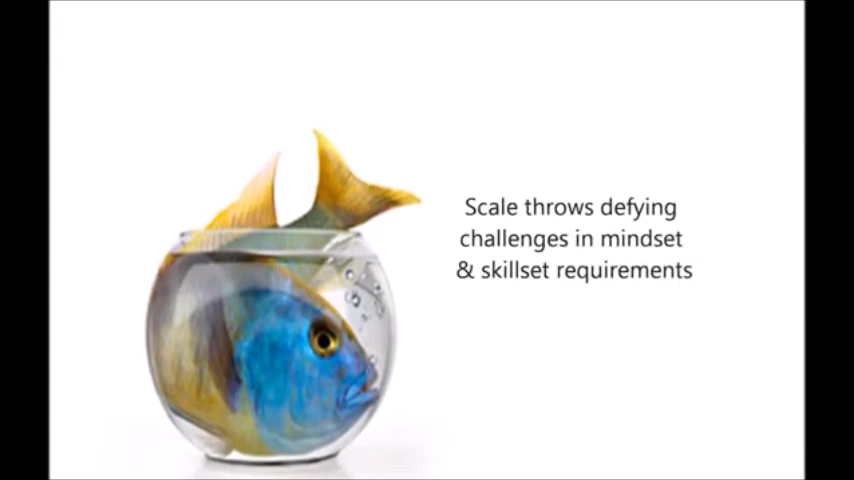 Scale throws defying
challenges in mindset
& skillset requirements